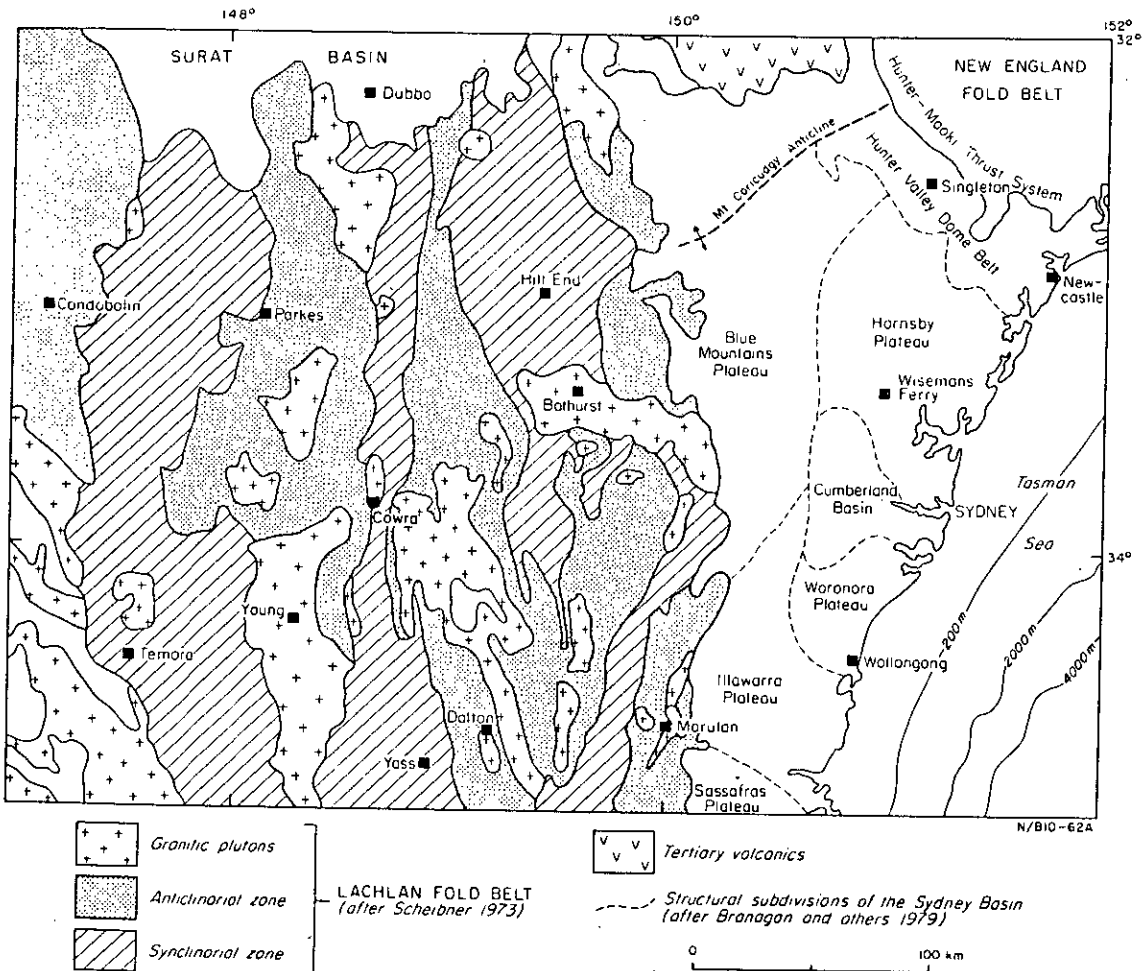 148°
150°
152°
32°
SURAT BASIN
NEW ENGLAND
FOLD BELT
Dubbo
Hunter-Mooki Thrust System
Mt Coricudgy Anticline
Hunter Valley Dome Belt
Singleton
Hill End
New-
castle
Condobolin
Parkes
Blue
Mountains
Plateau
Hornsby
Plateau
Bathurst
Wisemans
Ferry
Cowra
Cumberland
Basin
SYDNEY
Tasman
Sea
34°
Woronora
Plateau
Young
200m
2000m
4000m
Temora
Wollongong
Illawarra
Plateau
Dalton
Marulan
Yass
Sassafras
Plateau
N/B10-62A
Granitic plutons
Anticlinorial zone
Synclinorial zone
LACHLAN FOLD BELT
(after Scheibner 1973)
Tertiary volcanics
Structural subdivisions of the Sydney Basin
(after Branagan and others 1979)
0 100 km